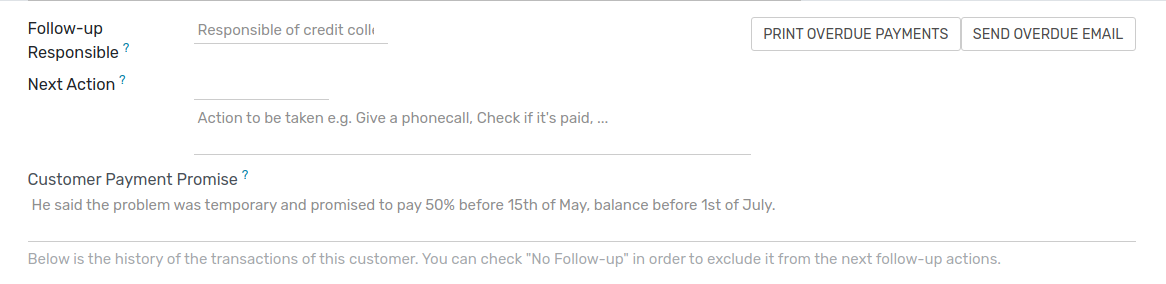 Follow-up Responsible of credit coll PRINT OVERDUE PAYMENTS SEND OVERDUE EMAIL
Responsible ?
Next Action ?
Action to be taken e.g. Give a phonecall, Check if it's paid, ...
Customer Payment Promise ?
He said the problem was temporary and promised to pay 50% before 15th of May, balance before 1st of July.
Below is the history of the transactions of this customer. You can check "No Follow-up" in order to exclude it from the next follow-up actions.